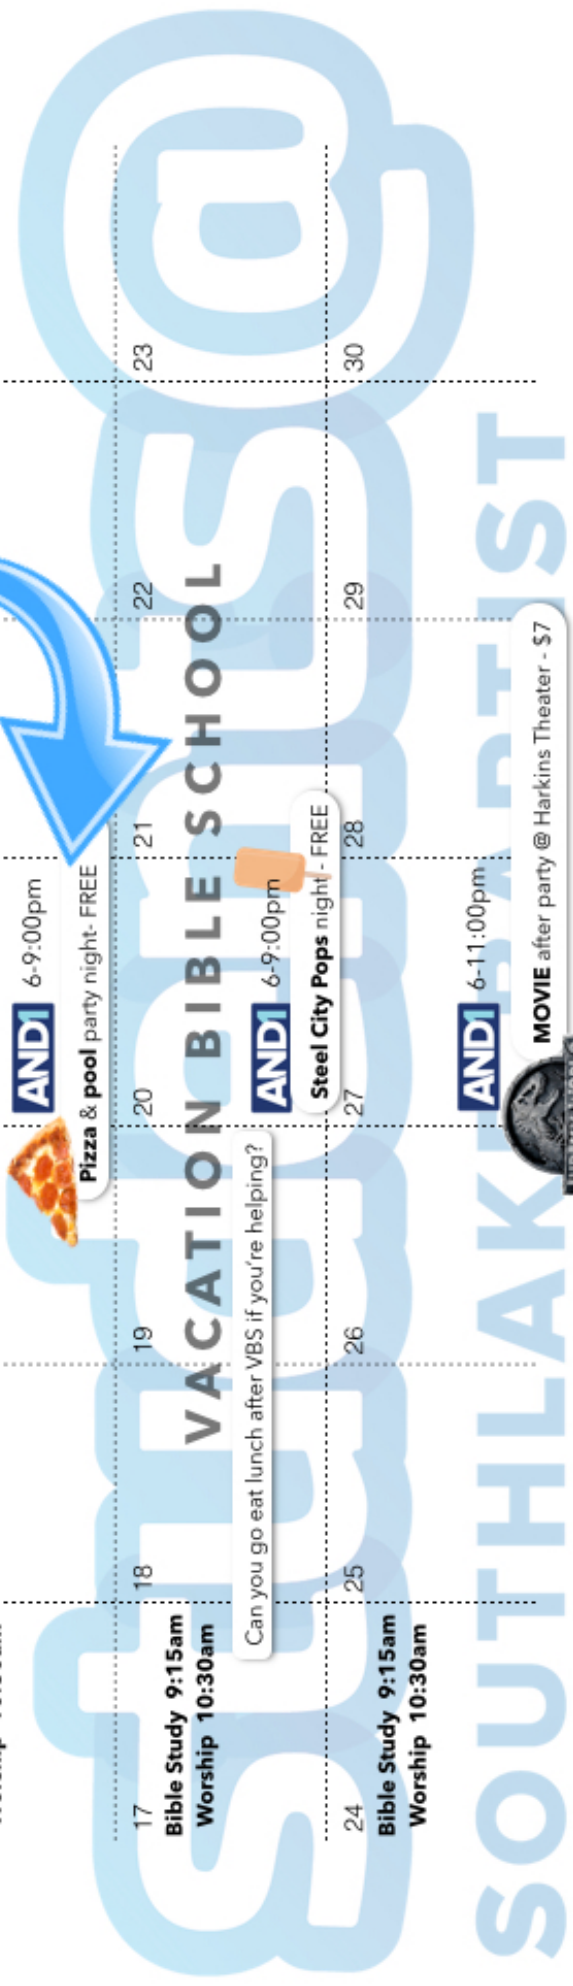 AND1 6-9:00pm
Pizza & pool party night- FREE
17
18
19
20
21
22
23
Bible Study 9:15am
Worship 10:30am
VACATION BIBLE SCHOOL
Can you go eat lunch after VBS if you're helping?
AND1 6-9:00pm
Steel City Pops night - FREE
24
25
26
27
28
29
30
Bible Study 9:15am
Worship 10:30am
AND1 6-11:00pm
MOVIE after party @ Harkins Theater - $7
students@
SOUTHLAKE BAPTIST